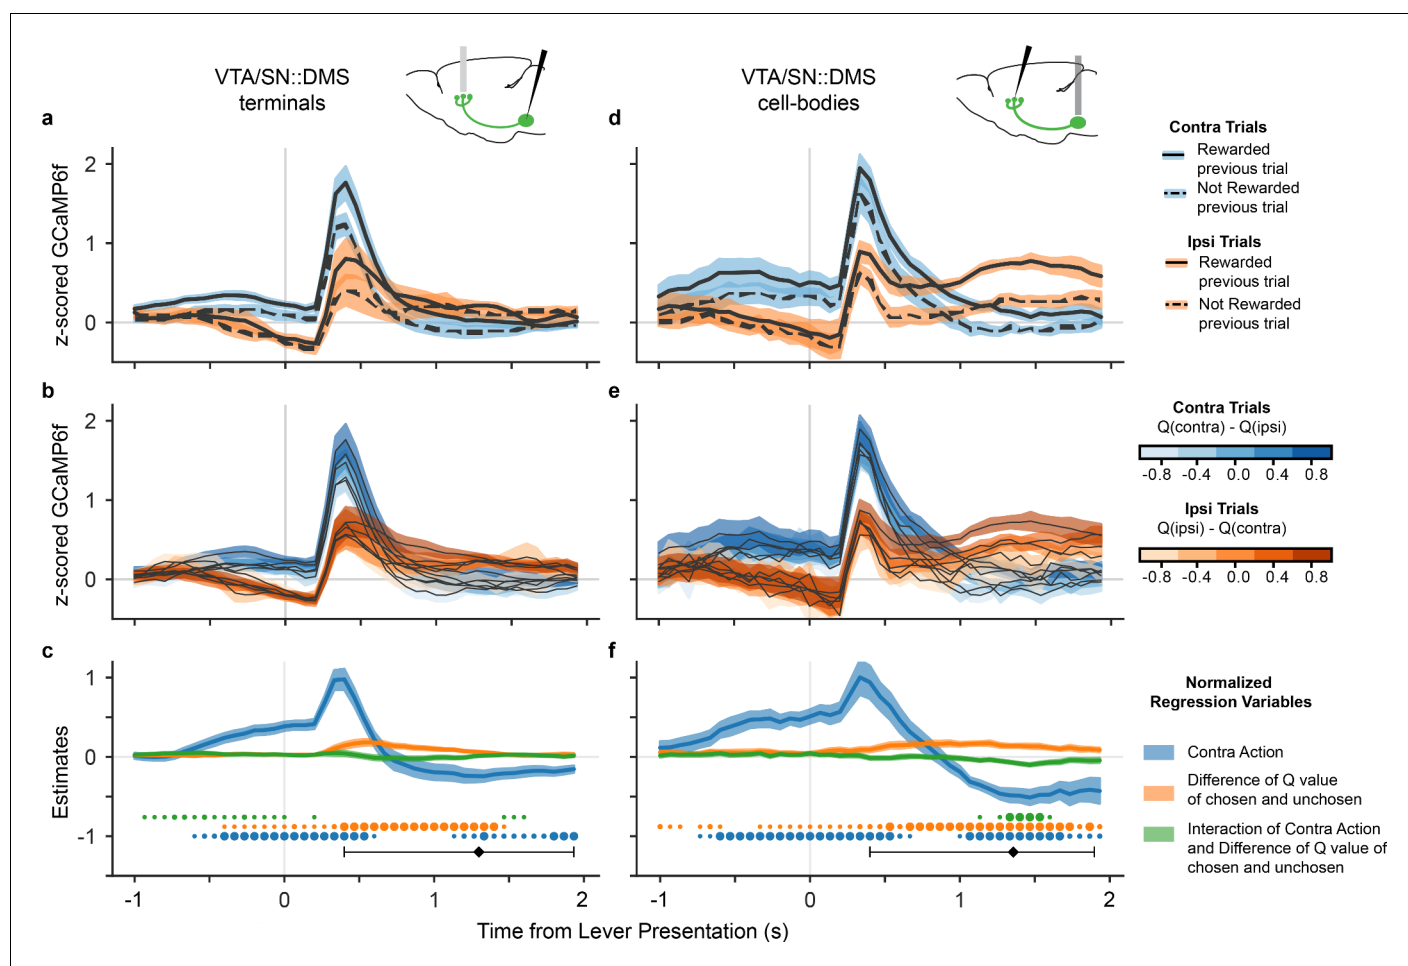 VTA/SN::DMS
terminals
VTA/SN::DMS
cell-bodies
a
d
z-scored GCaMP6f
2
1
0
Contra Trials
Rewarded
previous trial
Not Rewarded
previous trial
Ipsi Trials
Rewarded
previous trial
Not Rewarded
previous trial
b
e
z-scored GCaMP6f
2
1
0
Contra Trials
Q(contra) - Q(ipsi)
-0.8 -0.4 0.0 0.4 0.8
Ipsi Trials
Q(ipsi) - Q(contra)
-0.8 -0.4 0.0 0.4 0.8
c
f
Estimates
1
0
-1
-1 0 1 2
-1 0 1 2
Time from Lever Presentation (s)
Normalized
Regression Variables
Contra Action
Difference of Q value
of chosen and unchosen
Interaction of Contra Action
and Difference of Q value of
chosen and unchosen